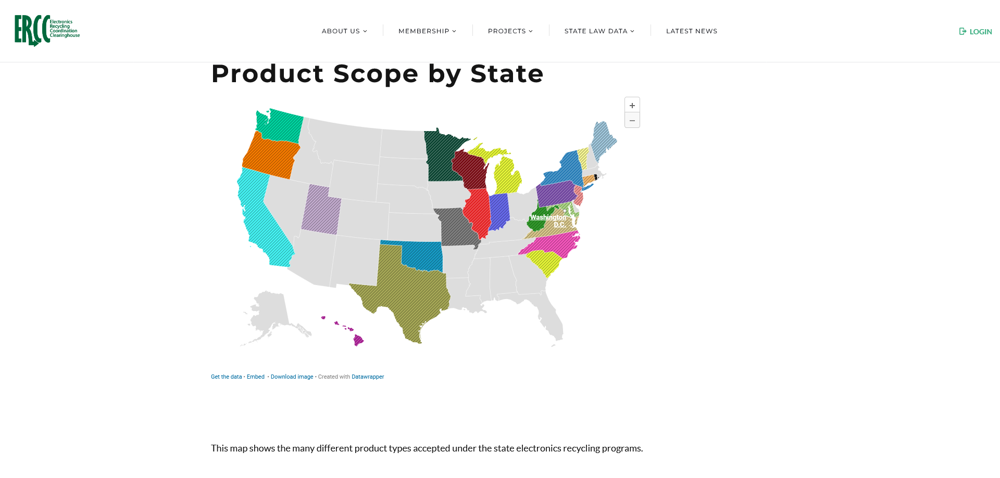 ERCC
Electronics
Recycling
Coordination
Clearinghouse
ABOUT US
MEMBERSHIP
PROJECTS
STATE LAW DATA
LATEST NEWS
LOGIN
Product Scope by State
+
−
Washington
D.C.
Get the data • Embed • Download image • Created with Datawrapper
This map shows the many different product types accepted under the state electronics recycling programs.